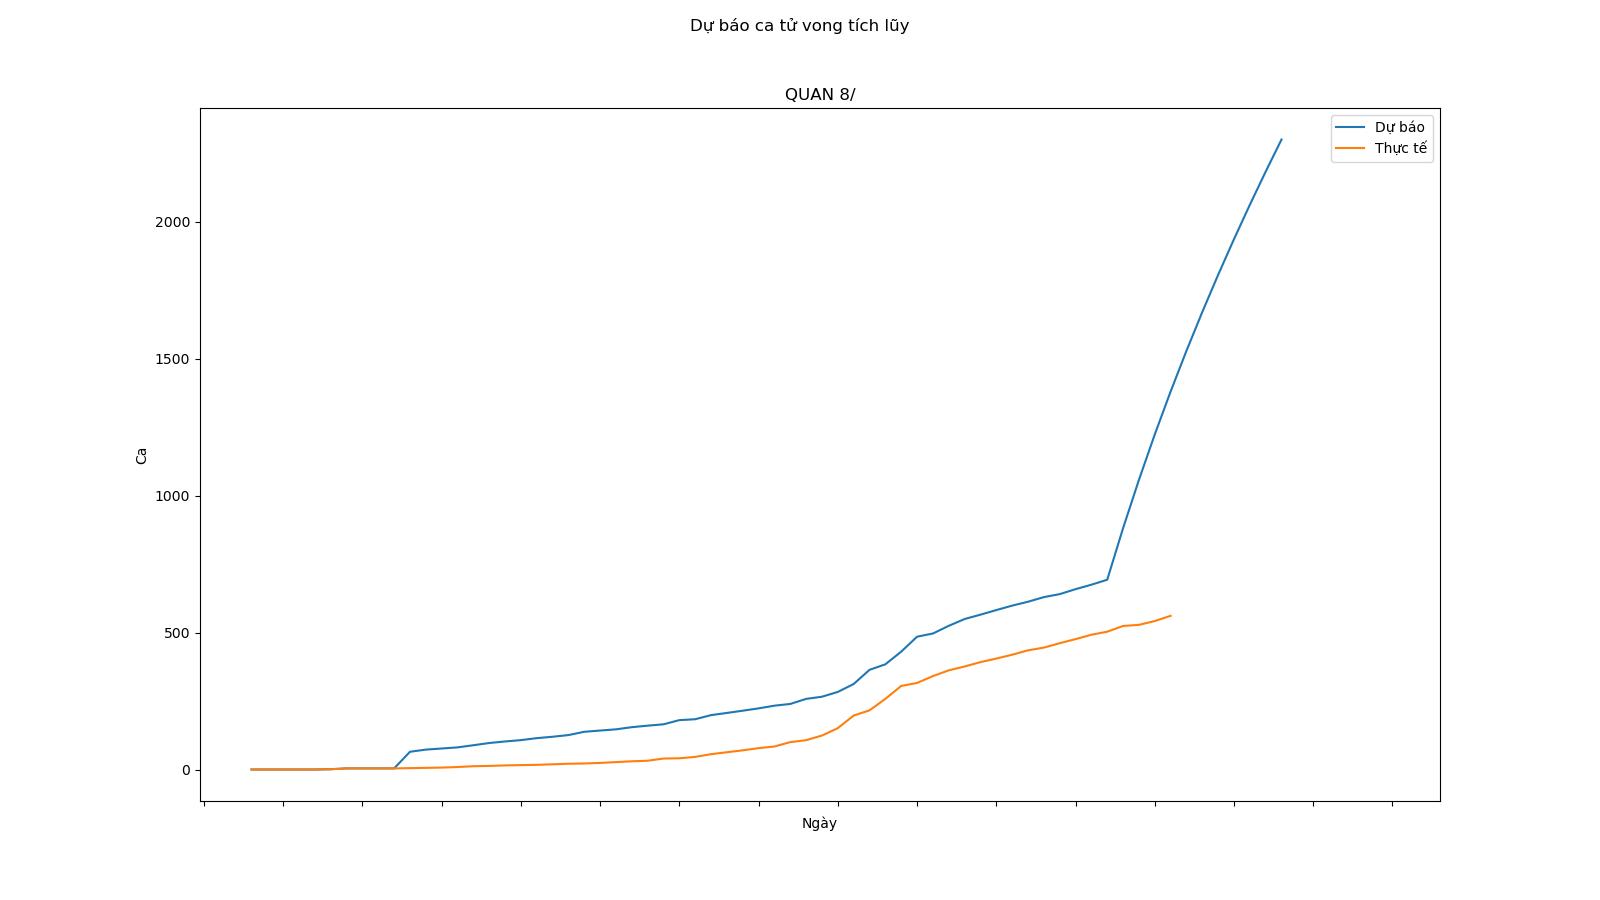 Dự báo ca tử vong tích lũy
QUAN 8/
Dự báo
Thực tế
2000
1500
1000
500
0
Ca
Ngày